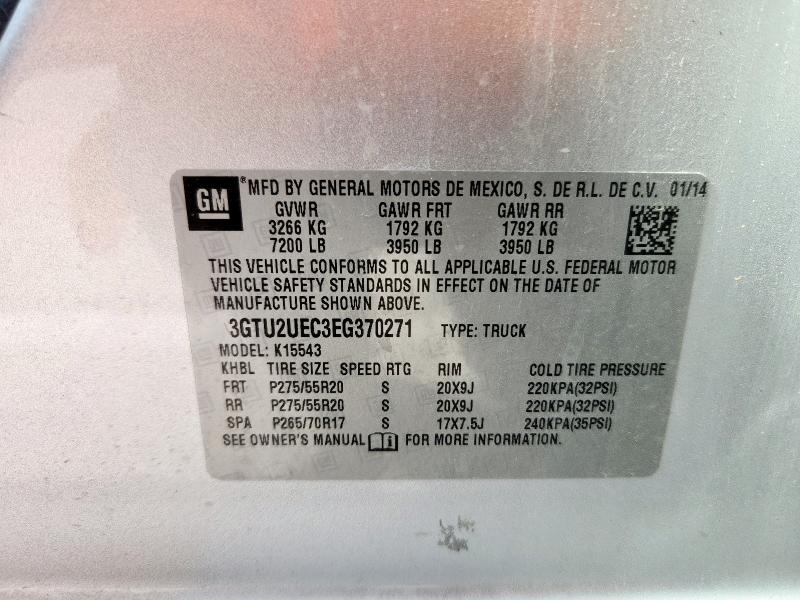 GM® MFD BY GENERAL MOTORS DE MEXICO, S. DE R.L. DE C.V. 01/14
GVWR GAWR FRT GAWR RR
3266 KG 1792 KG 1792 KG
7200 LB 3950 LB 3950 LB
THIS VEHICLE CONFORMS TO ALL APPLICABLE U.S. FEDERAL MOTOR
VEHICLE SAFETY STANDARDS IN EFFECT ON THE DATE OF
MANUFACTURE SHOWN ABOVE.
3GTU2UEC3EG370271 TYPE: TRUCK
MODEL: K15543
KHBL TIRE SIZE SPEED RTG RIM COLD TIRE PRESSURE
FRT P275/55R20 S 20X9J 220KPA(32PSI)
RR P275/55R20 S 20X9J 220KPA(32PSI)
SPA P265/70R17 S 17X7.5J 240KPA(35PSI)
SEE OWNER'S MANUAL i FOR MORE INFORMATION.